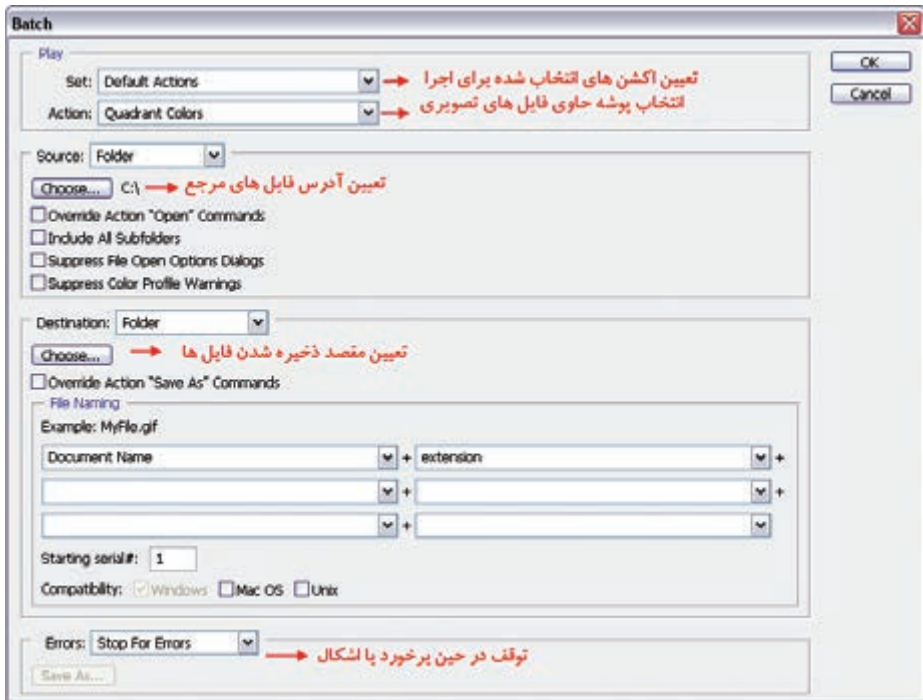 Batch
Play
Set: Default Actions تعیین اکشن های انتخاب شده برای اجرا
OK
Action: Quadrant Colors انتخاب پوشه حاوی فایل های تصویری
Cancel
Source: Folder
Choose... C:\ تعیین آدرس فایل های مرجع
Override Action "Open" Commands
Include All Subfolders
Suppress File Open Options Dialogs
Suppress Color Profile Warnings
Destination: Folder
Choose... تعیین مقصد ذخیره شدن فایل ها
Override Action "Save As" Commands
File Naming
Example: MyFile.gif
Document Name + extension +
+ +
+
Starting serial#: 1
Compatibility: Windows Mac OS Unix
Errors: Stop For Errors توقف در حین برخورد با اشکال
Save As...